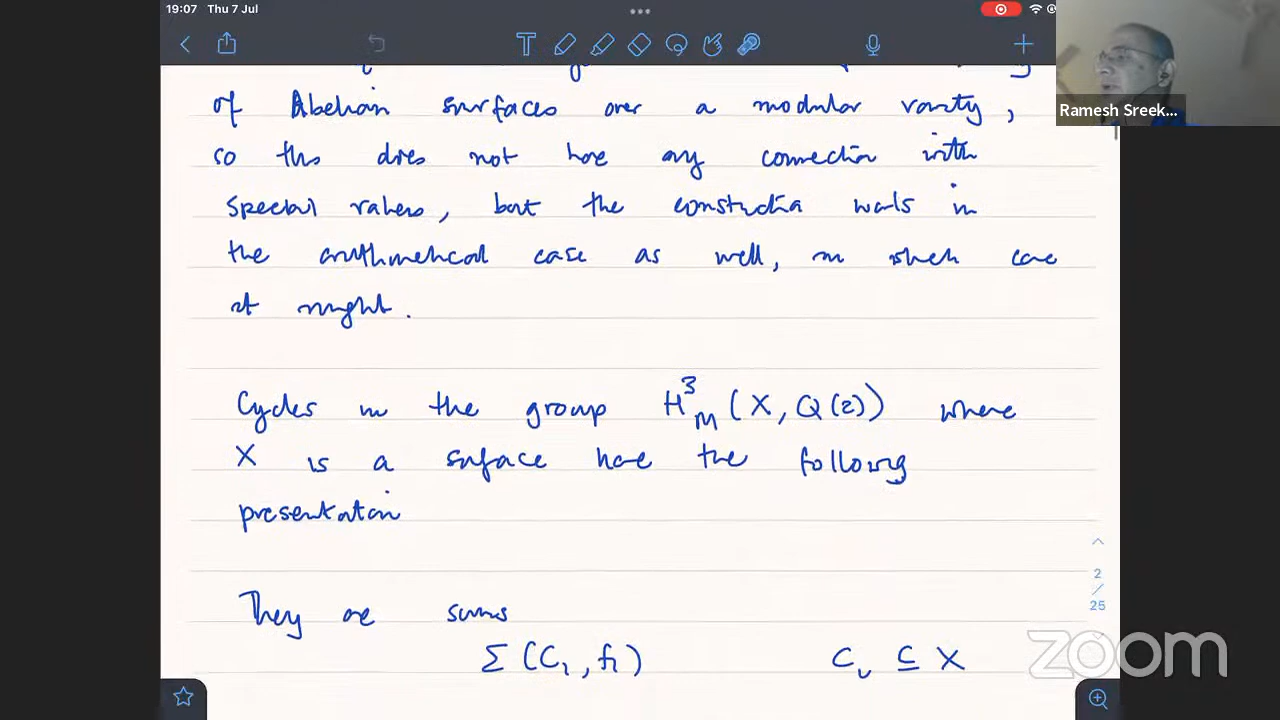 19:07 Thu 7 Jul
Ramesh Sreek...
of Abelian surfaces over a modular variety,
so this does not have any connection with
special values, but the construction works in
the arithmetical case as well, in which case
it might.
Cycles in the group H³_M (X, Q(2)) where
X is a surface have the following
presentation
They are sums
Σ (C_i, f_i) C_i ⊆ X
2
/
25
zoom